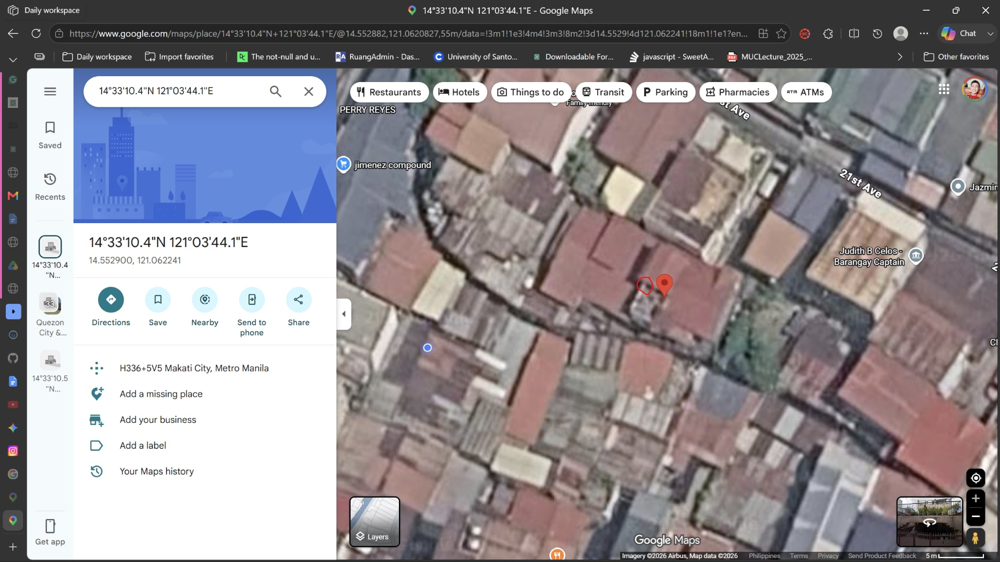 Daily workspace
14°33'10.4"N 121°03'44.1"E - Google Maps
https://www.google.com/maps/place/14°33'10.4"N+121°03'44.1"E/@14.552882,121.0620827,55m/data=!3m1!1e3!4m4!3m3!8m2!3d14.5529!4d121.062241!18m1!1e1?en...
Chat
Daily workspace
Import favorites
The not-null and u...
RuangAdmin - Das...
University of Santo...
Downloadable For...
javascript - SweetA...
MUCLecture_2025_...
Other favorites
14°33'10.4"N 121°03'44.1"E
Restaurants
Hotels
Things to do
Transit
Parking
Pharmacies
ATMs
Saved
Recents
14°33'10.4
"N...
33
Quezon
City &...
14°33'10.5
"N...
Get app
14°33'10.4"N 121°03'44.1"E
14.552900, 121.062241
Directions
Save
Nearby
Send to
phone
Share
H336+5V5 Makati City, Metro Manila
Add a missing place
Add your business
Add a label
Your Maps history
PERRY REYES
Family-friendly
st Ave
jimenez compound
21st Ave
Jazmin
Judith B Celos -
Barangay Captain
Layers
Google Maps
Imagery ©2026 Airbus, Map data ©2026
Philippines
Terms
Privacy
Send Product Feedback
5 m